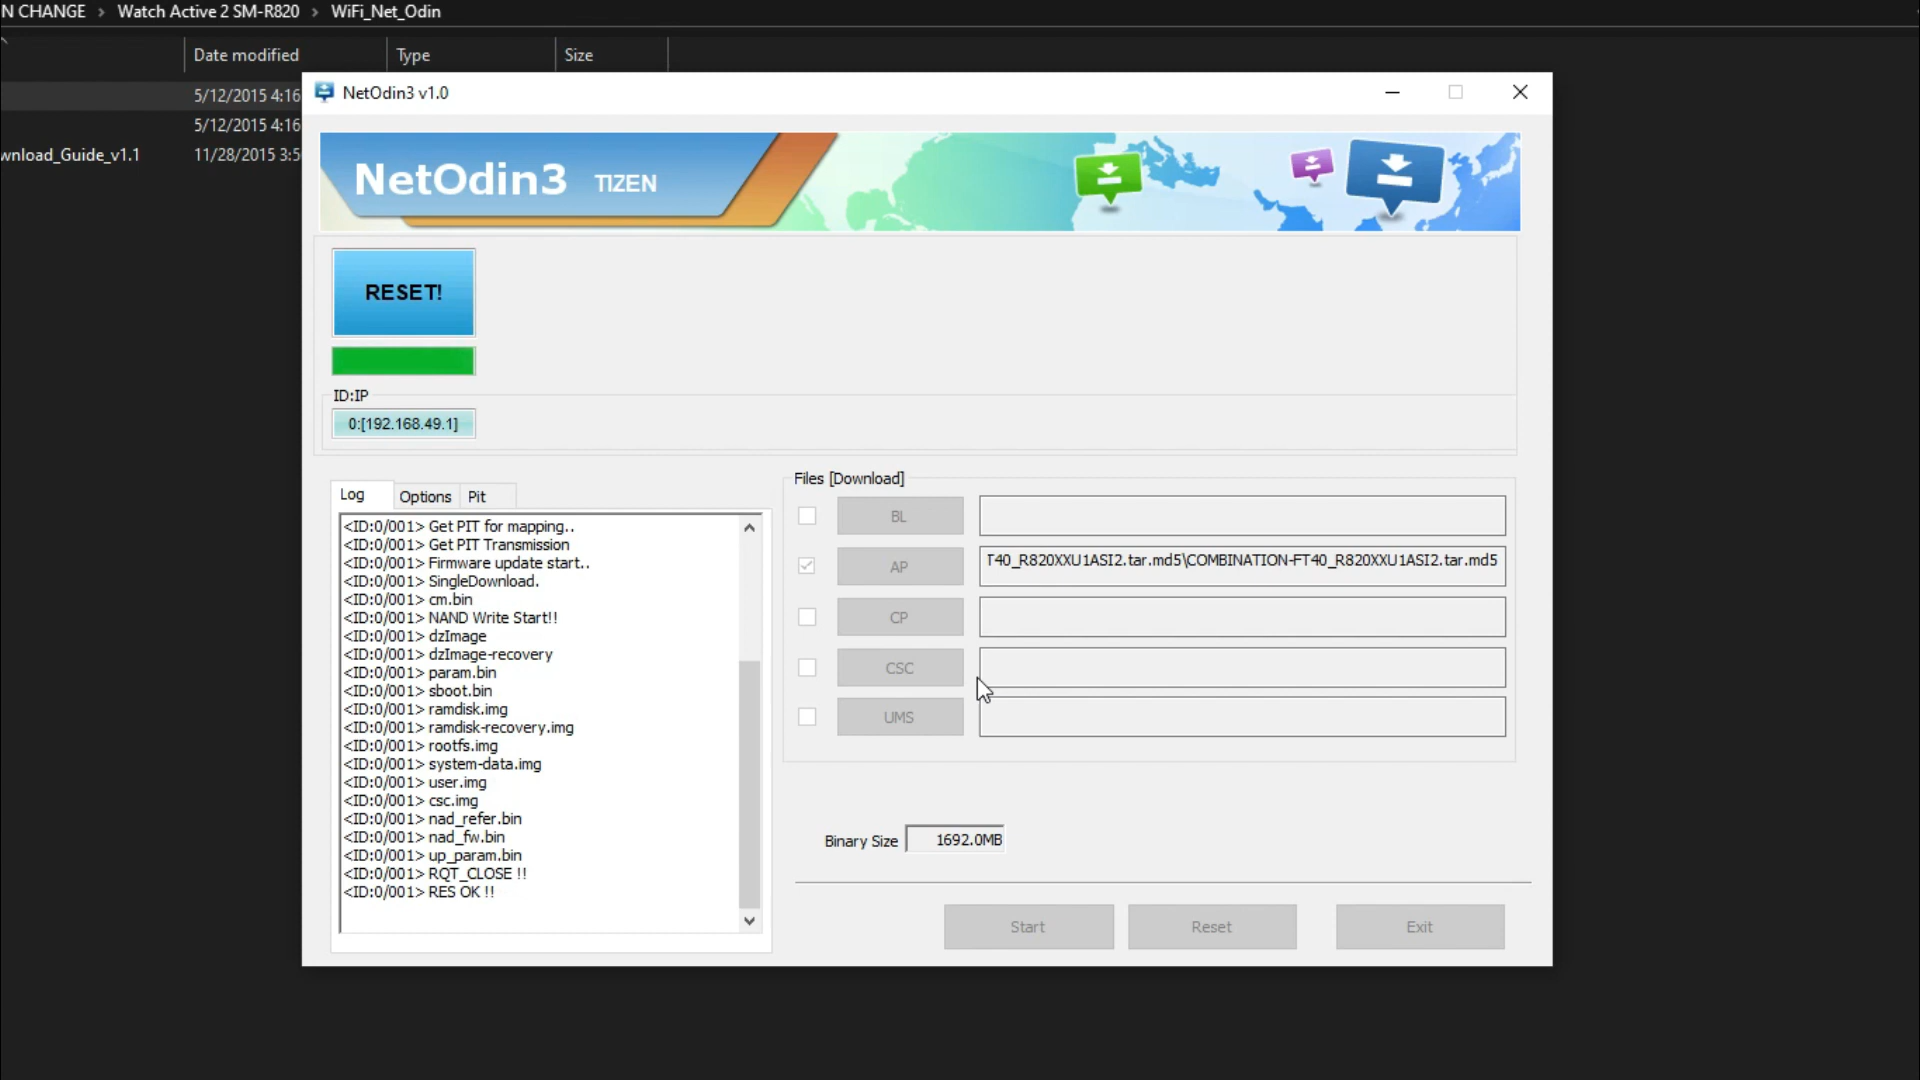 N CHANGE > Watch Active 2 SM-R820 > WiFi_Net_Odin
Date modified Type Size
5/12/2015 4:16
5/12/2015 4:16
wnload_Guide_v1.1 11/28/2015 3:5
NetOdin3 v1.0
NetOdin3 TIZEN
RESET!
ID:IP
0:[192.168.49.1]
Log Options Pit
<ID:0/001> Get PIT for mapping..
<ID:0/001> Get PIT Transmission
<ID:0/001> Firmware update start..
<ID:0/001> SingleDownload.
<ID:0/001> cm.bin
<ID:0/001> NAND Write Start!!
<ID:0/001> dzImage
<ID:0/001> dzImage-recovery
<ID:0/001> param.bin
<ID:0/001> sboot.bin
<ID:0/001> ramdisk.img
<ID:0/001> ramdisk-recovery.img
<ID:0/001> rootfs.img
<ID:0/001> system-data.img
<ID:0/001> user.img
<ID:0/001> csc.img
<ID:0/001> nad_refer.bin
<ID:0/001> nad_fw.bin
<ID:0/001> up_param.bin
<ID:0/001> RQT_CLOSE !!
<ID:0/001> RES OK !!
Files [Download]
BL
AP T40_R820XXU1ASI2.tar.md5\COMBINATION-FT40_R820XXU1ASI2.tar.md5
CP
CSC
UMS
Binary Size 1692.0MB
Start Reset Exit